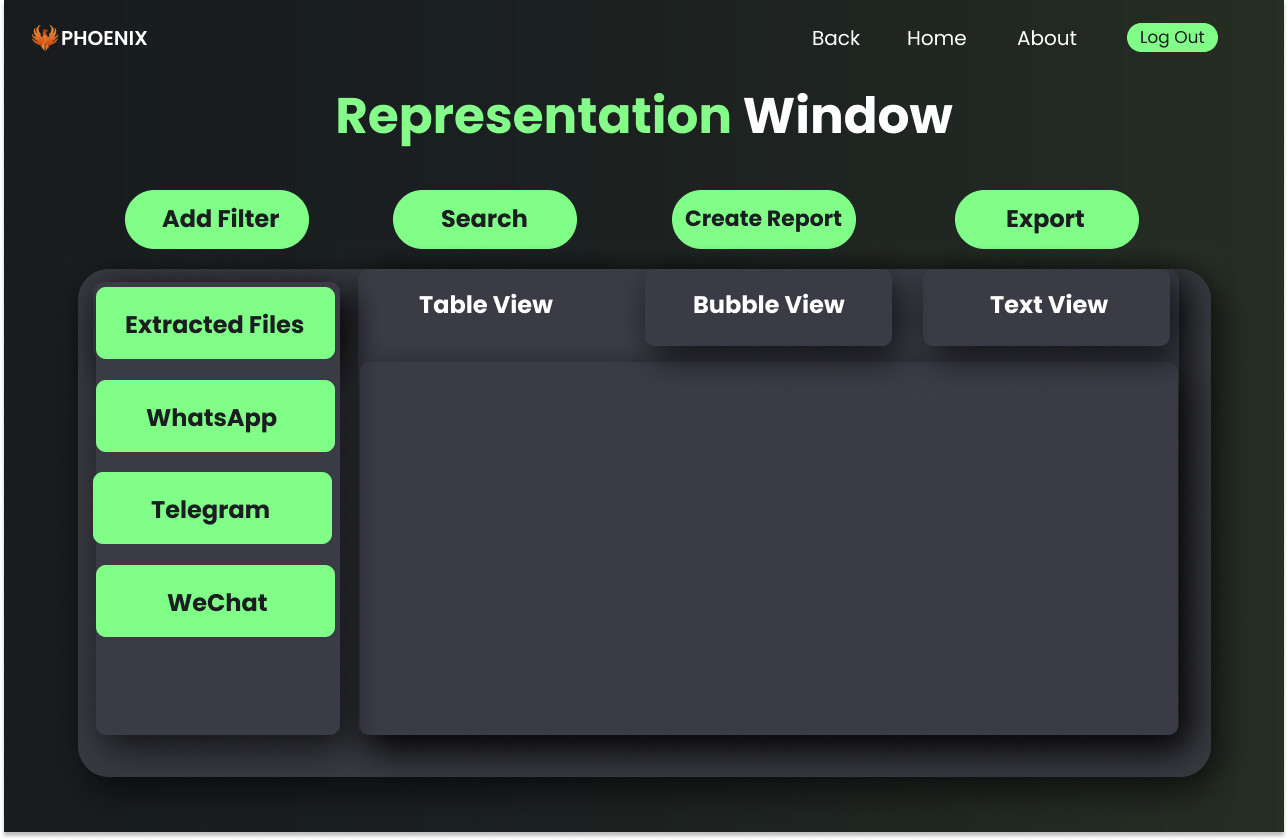 PHOENIX
Back Home About Log Out
Representation Window
Add Filter Search Create Report Export
Extracted Files
Table View Bubble View Text View
WhatsApp
Telegram
WeChat